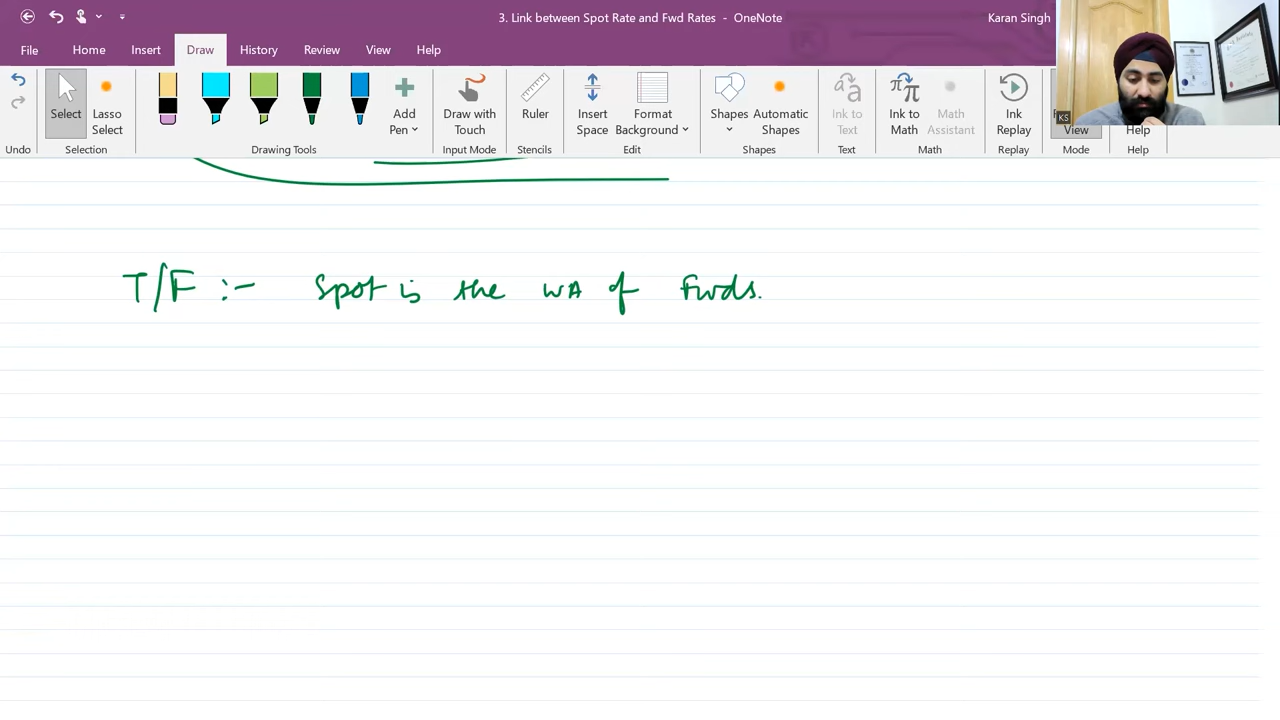 3. Link between Spot Rate and Fwd Rates - OneNote
Karan Singh
File Home Insert Draw History Review View Help
Select
Lasso Select
Add Pen
Draw with Touch
Ruler
Insert Space
Format Background
Shapes
Automatic Shapes
Ink to Text
Ink to Math
Math Assistant
Ink Replay
View
Help
Undo Selection Drawing Tools Input Mode Stencils Edit Shapes Text Math Replay Mode Help
KS
T/F :- Spot is the WA of Fwds.